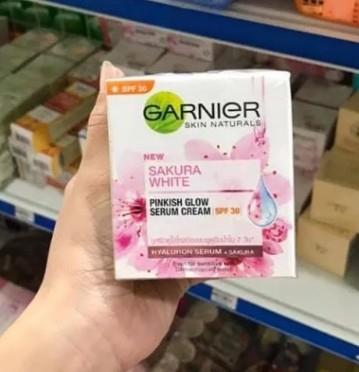 SPF 30
GARNIER
SKIN NATURALS
NEW
SAKURA
WHITE
PINKISH GLOW
SERUM CREAM SPF 30
HYALURON SERUM + SAKURA